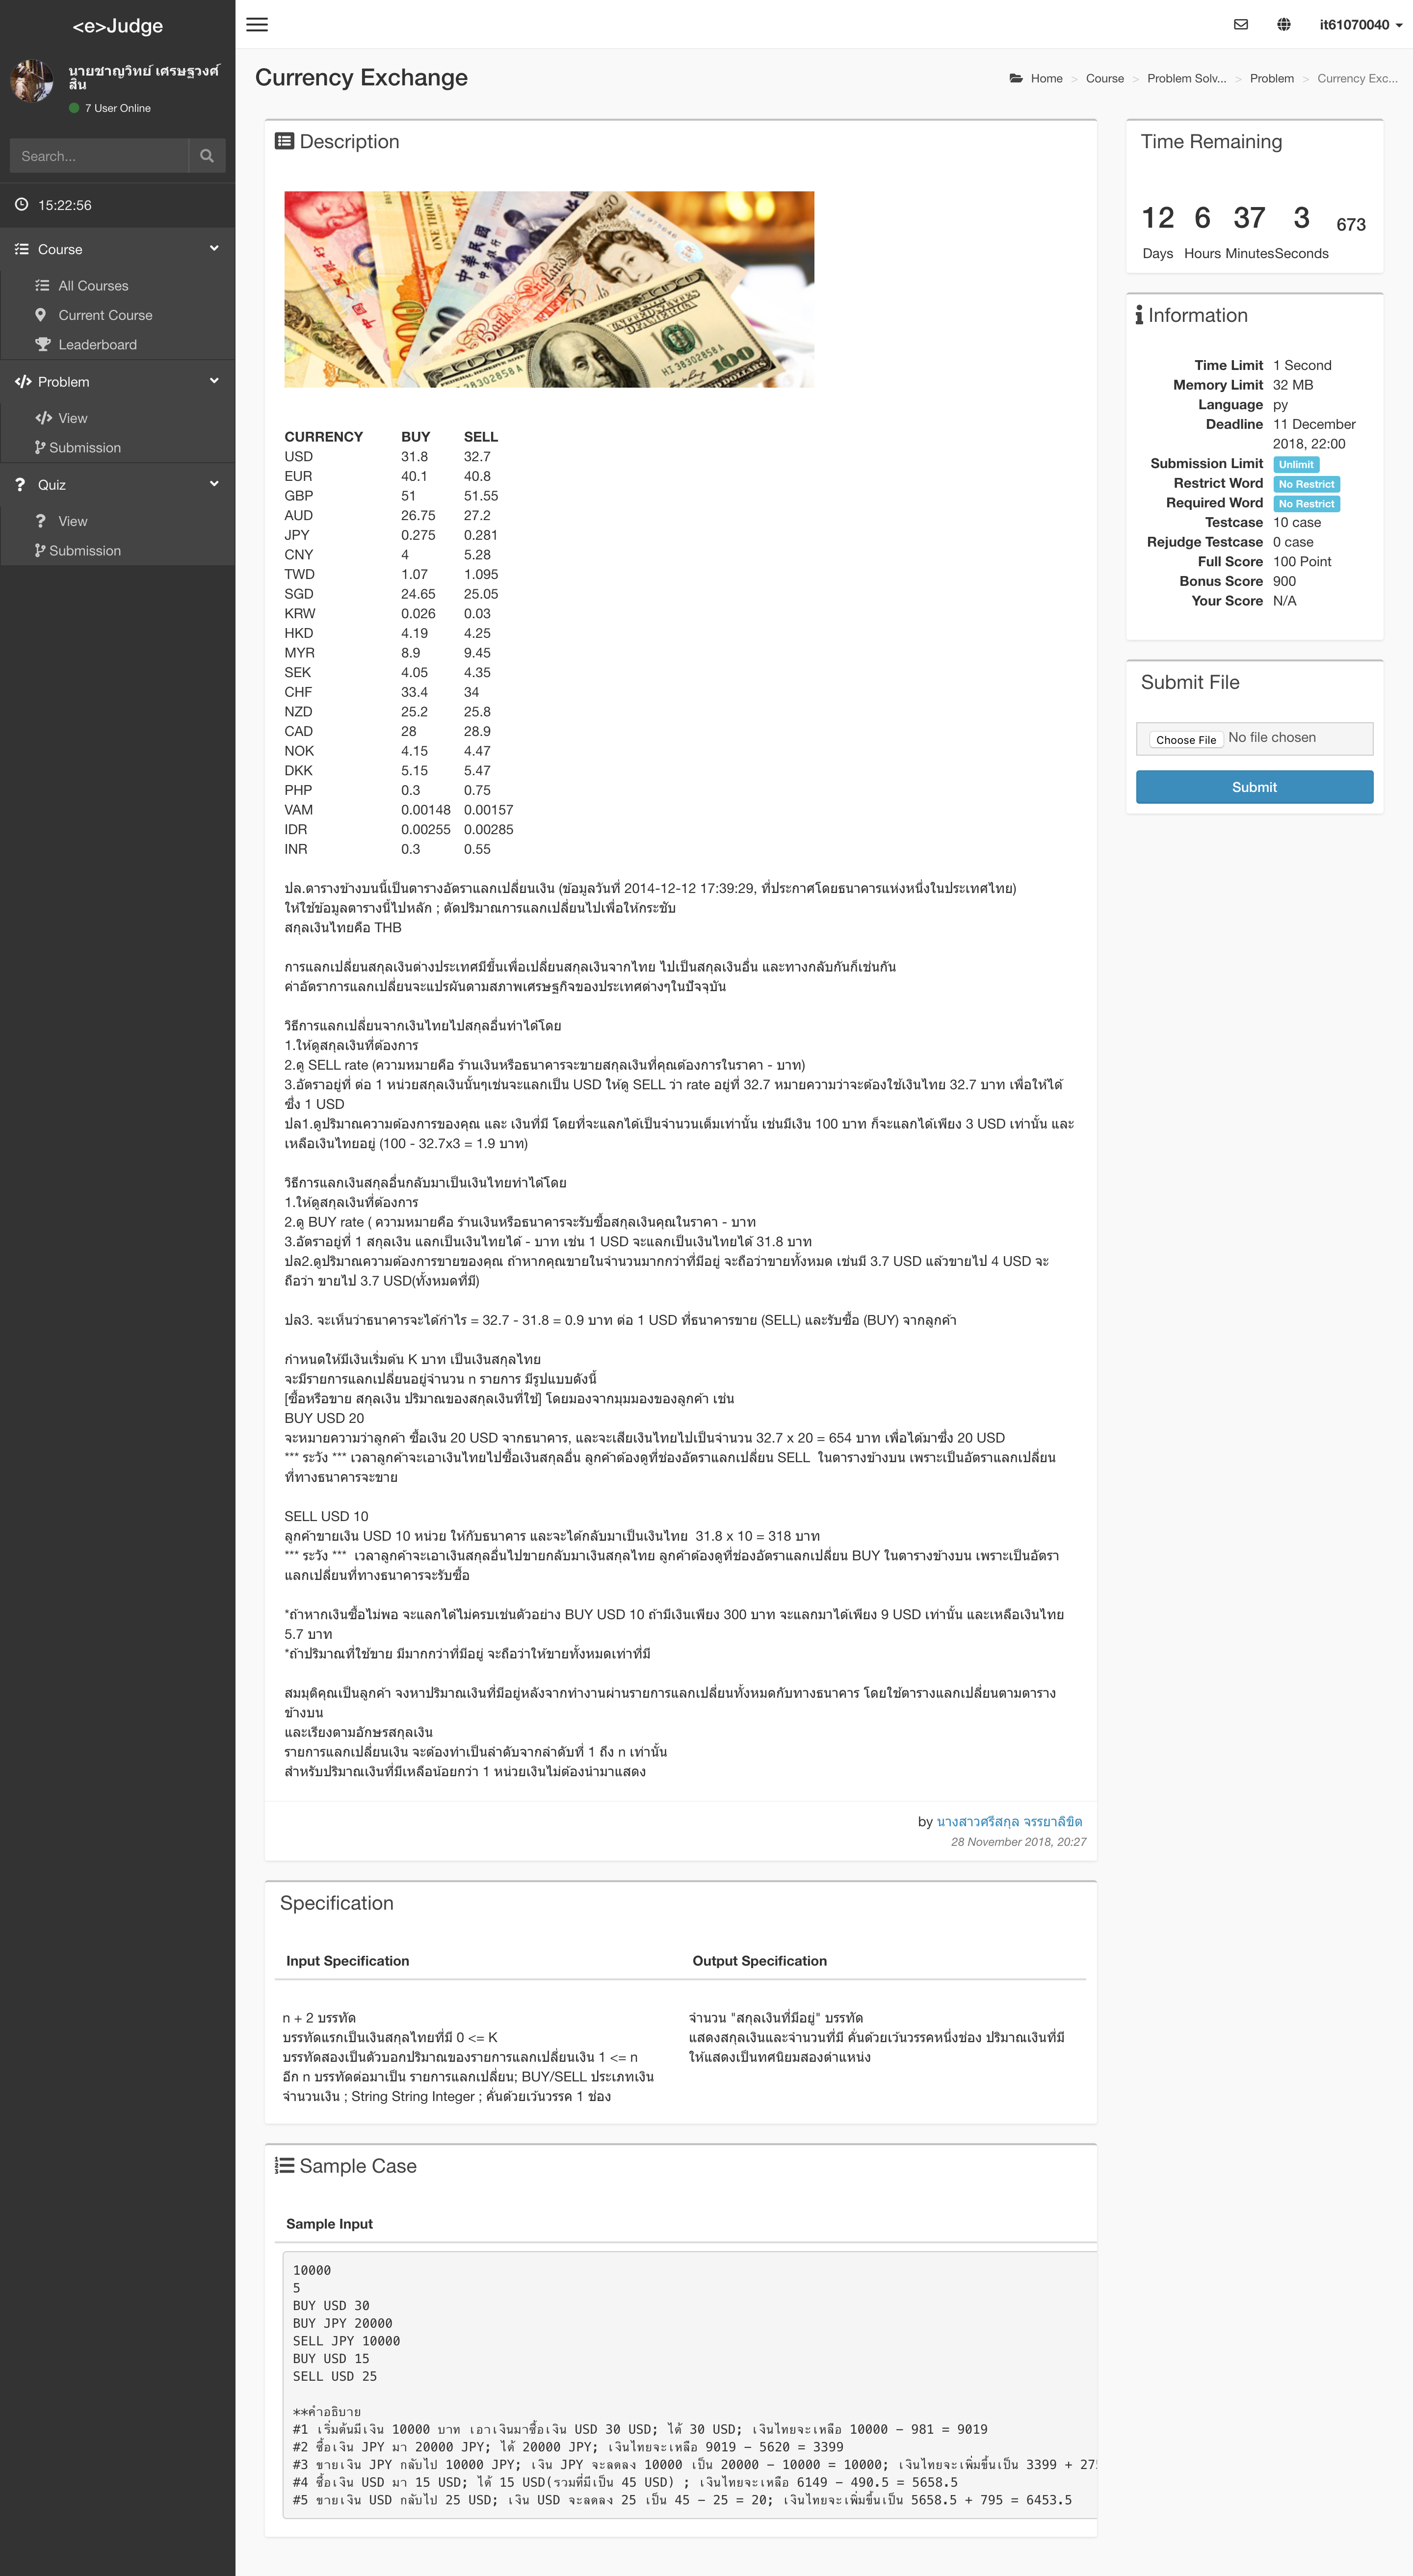 <e>Judge
it61070040
นายชาญวิทย์ เศรษฐวงศ์
สิน
7 User Online
Search...
15:22:56
Course
All Courses
Current Course
Leaderboard
Problem
View
Submission
Quiz
View
Submission
Currency Exchange
Home > Course > Problem Solv... > Problem > Currency Exc...
Description
CURRENCY BUY SELL
USD 31.8 32.7
EUR 40.1 40.8
GBP 51 51.55
AUD 26.75 27.2
JPY 0.275 0.281
CNY 4 5.28
TWD 1.07 1.095
SGD 24.65 25.05
KRW 0.026 0.03
HKD 4.19 4.25
MYR 8.9 9.45
SEK 4.05 4.35
CHF 33.4 34
NZD 25.2 25.8
CAD 28 28.9
NOK 4.15 4.47
DKK 5.15 5.47
PHP 0.3 0.75
VAM 0.00148 0.00157
IDR 0.00255 0.00285
INR 0.3 0.55
ปล.ตารางข้างบนนี้เป็นตารางอัตราแลกเปลี่ยนเงิน (ข้อมูลวันที่ 2014-12-12 17:39:29, ที่ประกาศโดยธนาคารแห่งหนึ่งในประเทศไทย)
ให้ใช้ข้อมูลตารางนี้ไปหลัก ; ตัดปริมาณการแลกเปลี่ยนไปเพื่อให้กระชับ
สกุลเงินไทยคือ THB
การแลกเปลี่ยนสกุลเงินต่างประเทศมีขึ้นเพื่อเปลี่ยนสกุลเงินจากไทย ไปเป็นสกุลเงินอื่น และทางกลับกันก็เช่นกัน
ค่าอัตราการแลกเปลี่ยนจะแปรผันตามสภาพเศรษฐกิจของประเทศต่างๆในปัจจุบัน
วิธีการแลกเปลี่ยนจากเงินไทยไปสกุลอื่นทำได้โดย
1.ให้ดูสกุลเงินที่ต้องการ
2.ดู SELL rate (ความหมายคือ ร้านเงินหรือธนาคารจะขายสกุลเงินที่คุณต้องการในราคา - บาท)
3.อัตราอยู่ที่ ต่อ 1 หน่วยสกุลเงินนั้นๆเช่นจะแลกเป็น USD ให้ดู SELL ว่า rate อยู่ที่ 32.7 หมายความว่าจะต้องใช้เงินไทย 32.7 บาท เพื่อให้ได้
ซึ่ง 1 USD
ปล1.ดูปริมาณความต้องการของคุณ และ เงินที่มี โดยที่จะแลกได้เป็นจำนวนเต็มเท่านั้น เช่นมีเงิน 100 บาท ก็จะแลกได้เพียง 3 USD เท่านั้น และ
เหลือเงินไทยอยู่ (100 - 32.7x3 = 1.9 บาท)
วิธีการแลกเงินสกุลอื่นกลับมาเป็นเงินไทยทำได้โดย
1.ให้ดูสกุลเงินที่ต้องการ
2.ดู BUY rate ( ความหมายคือ ร้านเงินหรือธนาคารจะรับซื้อสกุลเงินคุณในราคา - บาท
3.อัตราอยู่ที่ 1 สกุลเงิน แลกเป็นเงินไทยได้ - บาท เช่น 1 USD จะแลกเป็นเงินไทยได้ 31.8 บาท
ปล2.ดูปริมาณความต้องการขายของคุณ ถ้าหากคุณขายในจำนวนมากกว่าที่มีอยู่ จะถือว่าขายทั้งหมด เช่นมี 3.7 USD แล้วขายไป 4 USD จะ
ถือว่า ขายไป 3.7 USD(ทั้งหมดที่มี)
ปล3. จะเห็นว่าธนาคารจะได้กำไร = 32.7 - 31.8 = 0.9 บาท ต่อ 1 USD ที่ธนาคารขาย (SELL) และรับซื้อ (BUY) จากลูกค้า
กำหนดให้มีเงินเริ่มต้น K บาท เป็นเงินสกุลไทย
จะมีรายการแลกเปลี่ยนอยู่จำนวน n รายการ มีรูปแบบดังนี้
[ซื้อหรือขาย สกุลเงิน ปริมาณของสกุลเงินที่ใช้] โดยมองจากมุมมองของลูกค้า เช่น
BUY USD 20
จะหมายความว่าลูกค้า ซื้อเงิน 20 USD จากธนาคาร, และจะเสียเงินไทยไปเป็นจำนวน 32.7 x 20 = 654 บาท เพื่อได้มาซึ่ง 20 USD
*** ระวัง *** เวลาลูกค้าจะเอาเงินไทยไปซื้อเงินสกุลอื่น ลูกค้าต้องดูที่ช่องอัตราแลกเปลี่ยน SELL ในตารางข้างบน เพราะเป็นอัตราแลกเปลี่ยน
ที่ทางธนาคารจะขาย
SELL USD 10
ลูกค้าขายเงิน USD 10 หน่วย ให้กับธนาคาร และจะได้กลับมาเป็นเงินไทย 31.8 x 10 = 318 บาท
*** ระวัง *** เวลาลูกค้าจะเอาเงินสกุลอื่นไปขายกลับมาเงินสกุลไทย ลูกค้าต้องดูที่ช่องอัตราแลกเปลี่ยน BUY ในตารางข้างบน เพราะเป็นอัตรา
แลกเปลี่ยนที่ทางธนาคารจะรับซื้อ
*ถ้าหากเงินซื้อไม่พอ จะแลกได้ไม่ครบเช่นตัวอย่าง BUY USD 10 ถ้ามีเงินเพียง 300 บาท จะแลกมาได้เพียง 9 USD เท่านั้น และเหลือเงินไทย
5.7 บาท
*ถ้าปริมาณที่ใช้ขาย มีมากกว่าที่มีอยู่ จะถือว่าให้ขายทั้งหมดเท่าที่มี
สมมุติคุณเป็นลูกค้า จงหาปริมาณเงินที่มีอยู่หลังจากทำงานผ่านรายการแลกเปลี่ยนทั้งหมดกับทางธนาคาร โดยใช้ตารางแลกเปลี่ยนตามตาราง
ข้างบน
และเรียงตามอักษรสกุลเงิน
รายการแลกเปลี่ยนเงิน จะต้องทำเป็นลำดับจากลำดับที่ 1 ถึง n เท่านั้น
สำหรับปริมาณเงินที่มีเหลือน้อยกว่า 1 หน่วยเงินไม่ต้องนำมาแสดง
by นางสาวศรีสกุล จรรยาลิขิต
28 November 2018, 20:27
Time Remaining
12 6 37 3 673
Days Hours Minutes Seconds
Information
Time Limit 1 Second
Memory Limit 32 MB
Language py
Deadline 11 December
2018, 22:00
Submission Limit Unlimit
Restrict Word No Restrict
Required Word No Restrict
Testcase 10 case
Rejudge Testcase 0 case
Full Score 100 Point
Bonus Score 900
Your Score N/A
Submit File
Choose File No file chosen
Submit
Specification
Input Specification
n + 2 บรรทัด
บรรทัดแรกเป็นเงินสกุลไทยที่มี 0 <= K
บรรทัดสองเป็นตัวบอกปริมาณของรายการแลกเปลี่ยนเงิน 1 <= n
อีก n บรรทัดต่อมาเป็น รายการแลกเปลี่ยน; BUY/SELL ประเภทเงิน
จำนวนเงิน ; String String Integer ; คั่นด้วยเว้นวรรค 1 ช่อง
Output Specification
จำนวน "สกุลเงินที่มีอยู่" บรรทัด
แสดงสกุลเงินและจำนวนที่มี คั่นด้วยเว้นวรรคหนึ่งช่อง ปริมาณเงินที่มี
ให้แสดงเป็นทศนิยมสองตำแหน่ง
Sample Case
Sample Input
10000
5
BUY USD 30
BUY JPY 20000
SELL JPY 10000
BUY USD 15
SELL USD 25
**คำอธิบาย
#1 เริ่มต้นมีเงิน 10000 บาท เอาเงินมาซื้อเงิน USD 30 USD; ได้ 30 USD; เงินไทยจะเหลือ 10000 - 981 = 9019
#2 ซื้อเงิน JPY มา 20000 JPY; ได้ 20000 JPY; เงินไทยจะเหลือ 9019 - 5620 = 3399
#3 ขายเงิน JPY กลับไป 10000 JPY; เงิน JPY จะลดลง 10000 เป็น 20000 - 10000 = 10000; เงินไทยจะเพิ่มขึ้นเป็น 3399 + 275
#4 ซื้อเงิน USD มา 15 USD; ได้ 15 USD(รวมที่มีเป็น 45 USD) ; เงินไทยจะเหลือ 6149 - 490.5 = 5658.5
#5 ขายเงิน USD กลับไป 25 USD; เงิน USD จะลดลง 25 เป็น 45 - 25 = 20; เงินไทยจะเพิ่มขึ้นเป็น 5658.5 + 795 = 6453.5